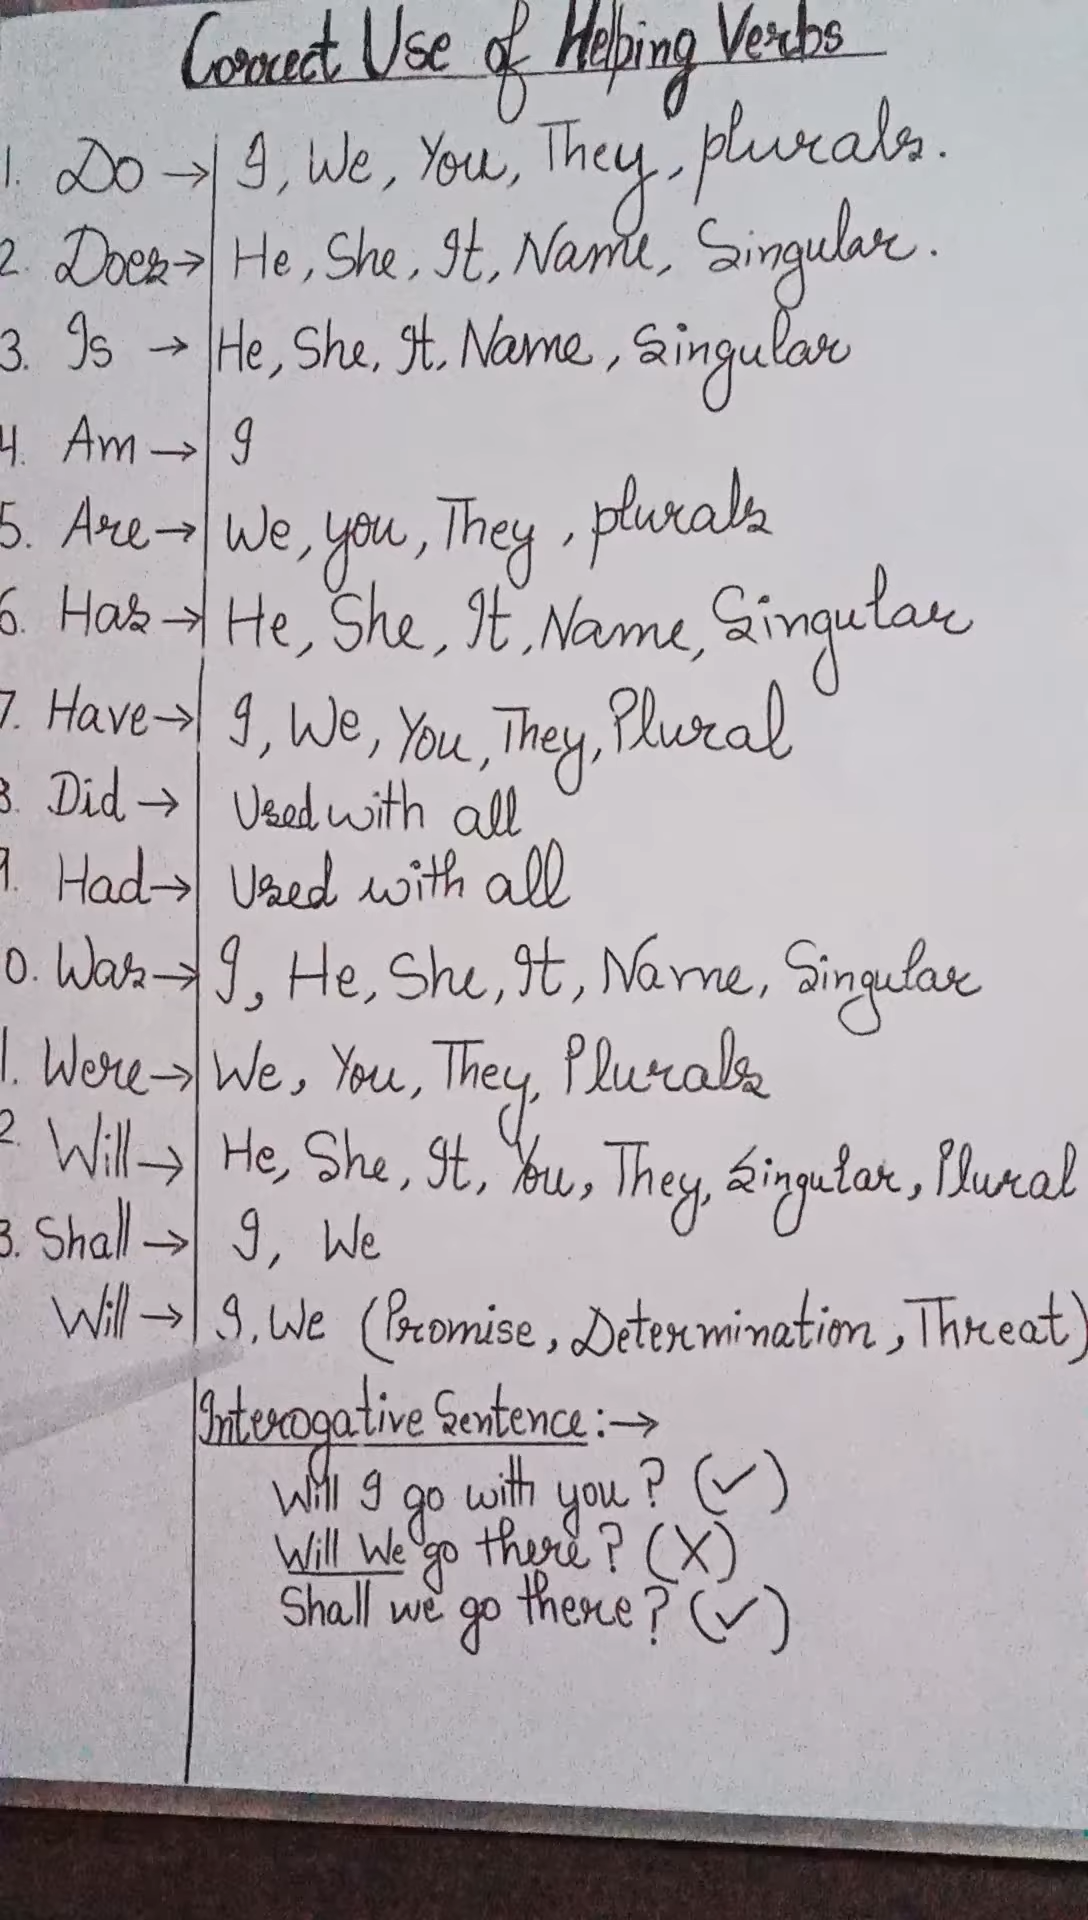 Correct Use of Helping Verbs
1. Do → I, We, You, They, plurals.
2. Does → He, She, It, Name, Singular.
3. Is → He, She, It, Name, Singular
4. Am → I
5. Are → We, you, They, plurals
6. Has → He, She, It, Name, Singular
7. Have → I, We, You, They, Plural
8. Did → Used with all
9. Had → Used with all
0. Was → I, He, She, It, Name, Singular
1. Were → We, You, They, Plurals
2. Will → He, She, It, You, They, Singular, Plural
3. Shall → I, We
Will → I, We (Promise, Determination, Threat)
Interogative Sentence :→
Will I go with you? (✓)
Will We go there? (X)
Shall we go there? (✓)